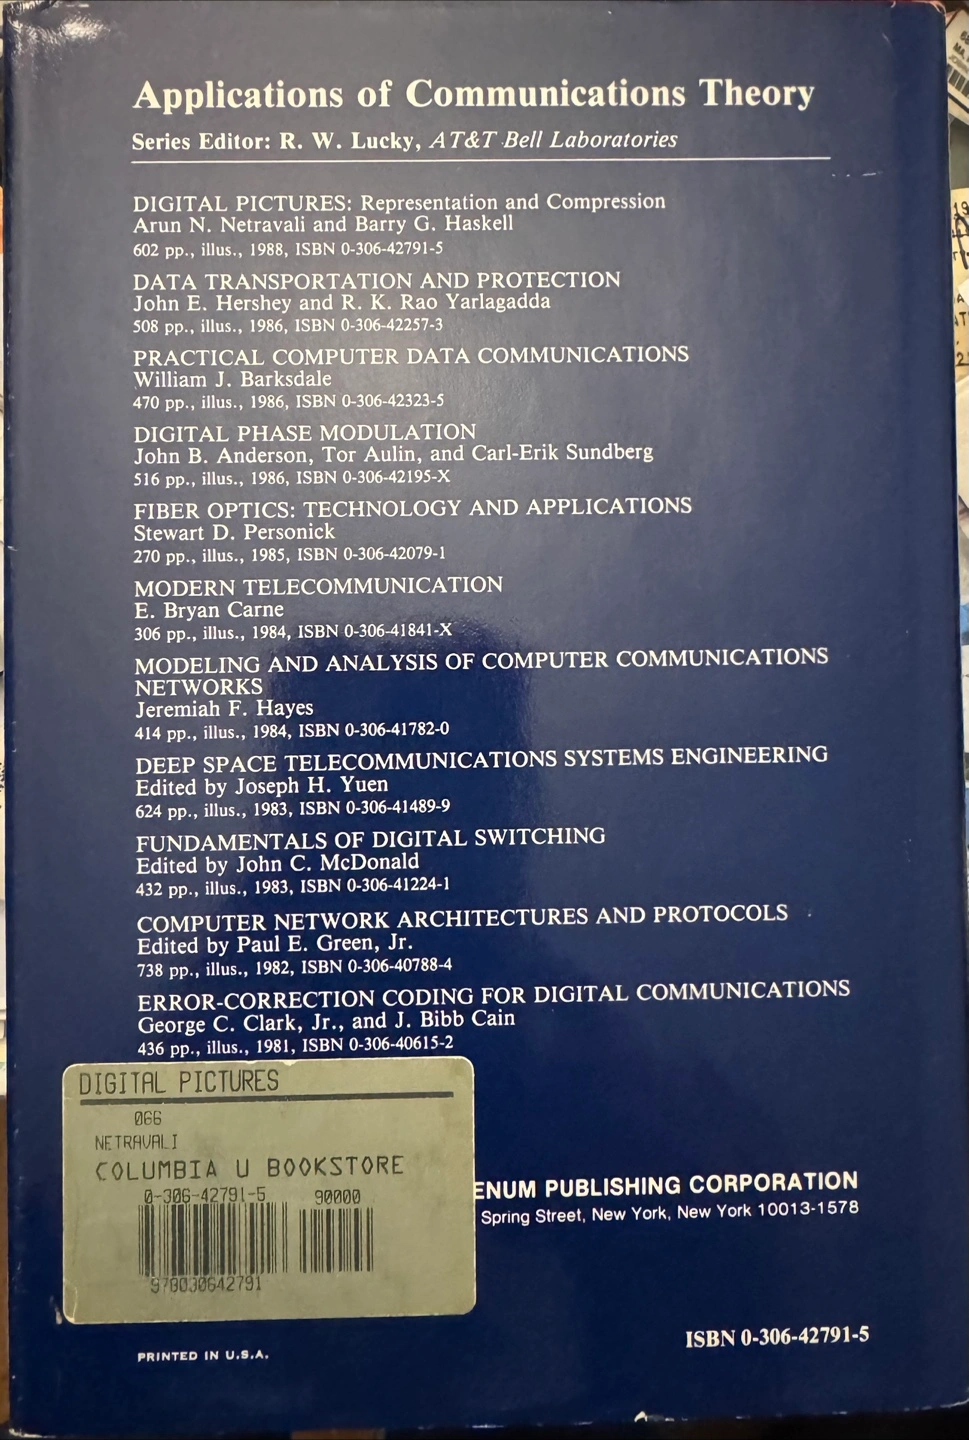 Applications of Communications Theory
Series Editor: R. W. Lucky, AT&T Bell Laboratories
DIGITAL PICTURES: Representation and Compression
Arun N. Netravali and Barry G. Haskell
602 pp., illus., 1988, ISBN 0-306-42791-5
DATA TRANSPORTATION AND PROTECTION
John E. Hershey and R. K. Rao Yarlagadda
508 pp., illus., 1986, ISBN 0-306-42257-3
PRACTICAL COMPUTER DATA COMMUNICATIONS
William J. Barksdale
470 pp., illus., 1986, ISBN 0-306-42323-5
DIGITAL PHASE MODULATION
John B. Anderson, Tor Aulin, and Carl-Erik Sundberg
516 pp., illus., 1986, ISBN 0-306-42195-X
FIBER OPTICS: TECHNOLOGY AND APPLICATIONS
Stewart D. Personick
270 pp., illus., 1985, ISBN 0-306-42079-1
MODERN TELECOMMUNICATION
E. Bryan Carne
306 pp., illus., 1984, ISBN 0-306-41841-X
MODELING AND ANALYSIS OF COMPUTER COMMUNICATIONS
NETWORKS
Jeremiah F. Hayes
414 pp., illus., 1984, ISBN 0-306-41782-0
DEEP SPACE TELECOMMUNICATIONS SYSTEMS ENGINEERING
Edited by Joseph H. Yuen
624 pp., illus., 1983, ISBN 0-306-41489-9
FUNDAMENTALS OF DIGITAL SWITCHING
Edited by John C. McDonald
432 pp., illus., 1983, ISBN 0-306-41224-1
COMPUTER NETWORK ARCHITECTURES AND PROTOCOLS
Edited by Paul E. Green, Jr.
738 pp., illus., 1982, ISBN 0-306-40788-4
ERROR-CORRECTION CODING FOR DIGITAL COMMUNICATIONS
George C. Clark, Jr., and J. Bibb Cain
436 pp., illus., 1981, ISBN 0-306-40615-2
DIGITAL PICTURES
066
NETRAVALI
COLUMBIA U BOOKSTORE
0-306-42791-5 90000
978030642791
ENUM PUBLISHING CORPORATION
Spring Street, New York, New York 10013-1578
ISBN 0-306-42791-5
PRINTED IN U.S.A.